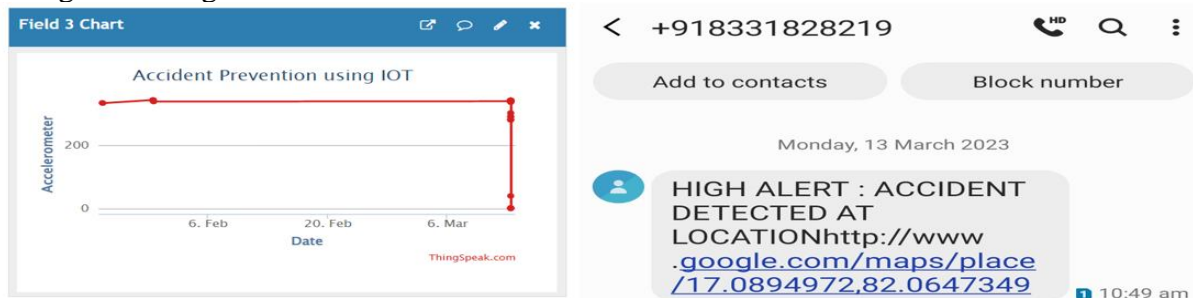 Field 3 Chart
Accident Prevention using IOT
Accelerometer
200
0
6. Feb
20. Feb
6. Mar
Date
ThingSpeak.com
+918331828219
HD
Add to contacts
Block number
Monday, 13 March 2023
HIGH ALERT : ACCIDENT
DETECTED AT
LOCATIONhttp://www
.google.com/maps/place
/17.0894972,82.0647349
1 10:49 am